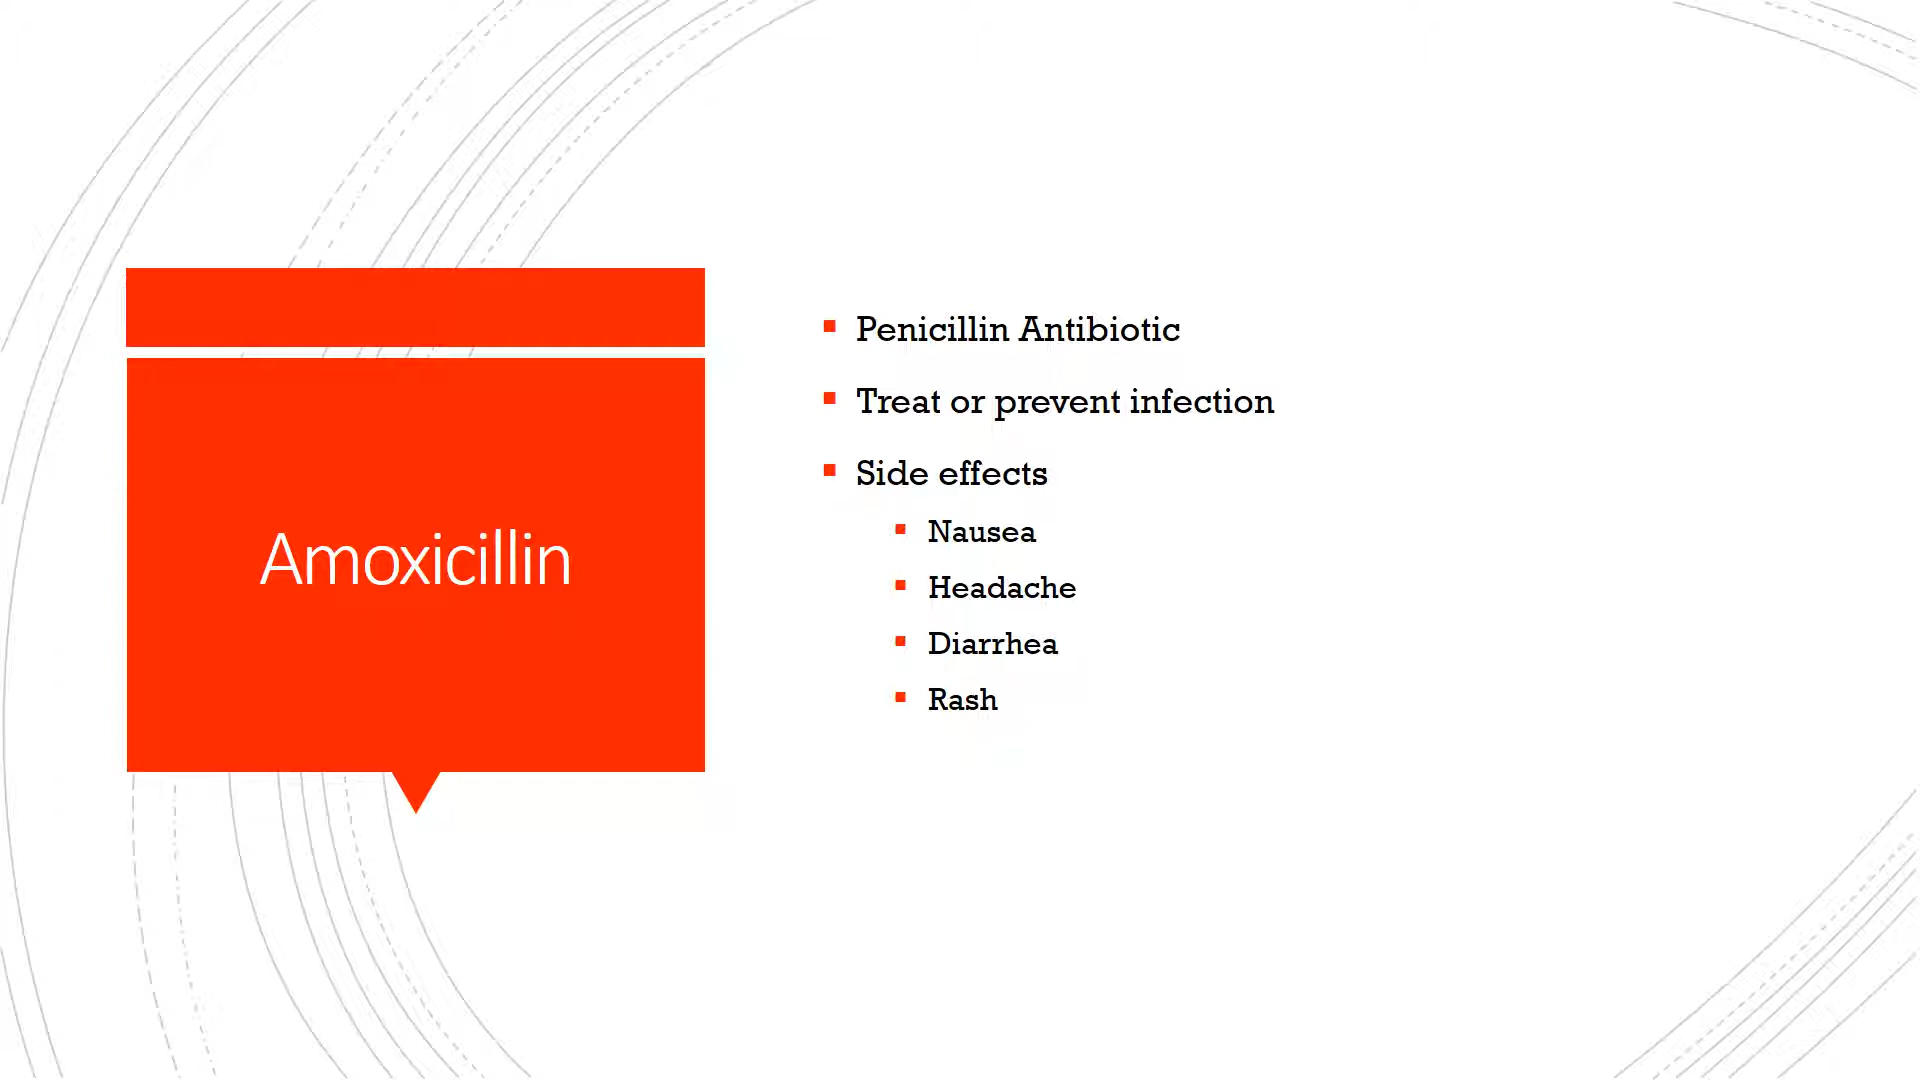 Amoxicillin
Penicillin Antibiotic
Treat or prevent infection
Side effects
Nausea
Headache
Diarrhea
Rash